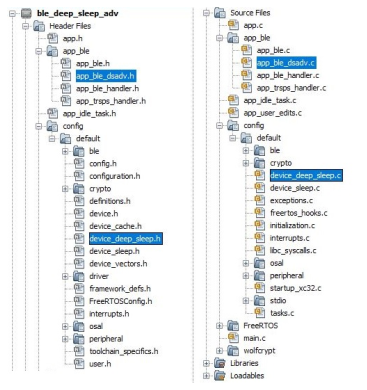 ble_deep_sleep_adv
Header Files
app.h
app_ble
app_ble.h
app_ble_dsadv.h
app_ble_handler.h
app_trsps_handler.h
app_idle_task.h
config
default
ble
config.h
configuration.h
crypto
definitions.h
device.h
device_cache.h
device_deep_sleep.h
device_sleep.h
device_vectors.h
driver
framework_defs.h
FreeRTOSConfig.h
interrupts.h
osal
peripheral
toolchain_specifics.h
user.h
Source Files
app.c
app_ble
app_ble.c
app_ble_dsadv.c
app_ble_handler.c
app_trsps_handler.c
app_idle_task.c
app_user_edits.c
config
default
ble
crypto
device_deep_sleep.c
device_sleep.c
exceptions.c
freertos_hooks.c
initialization.c
interrupts.c
libc_syscalls.c
osal
peripheral
startup_xc32.c
stdio
tasks.c
FreeRTOS
main.c
wolfcrypt
Libraries
Loadables